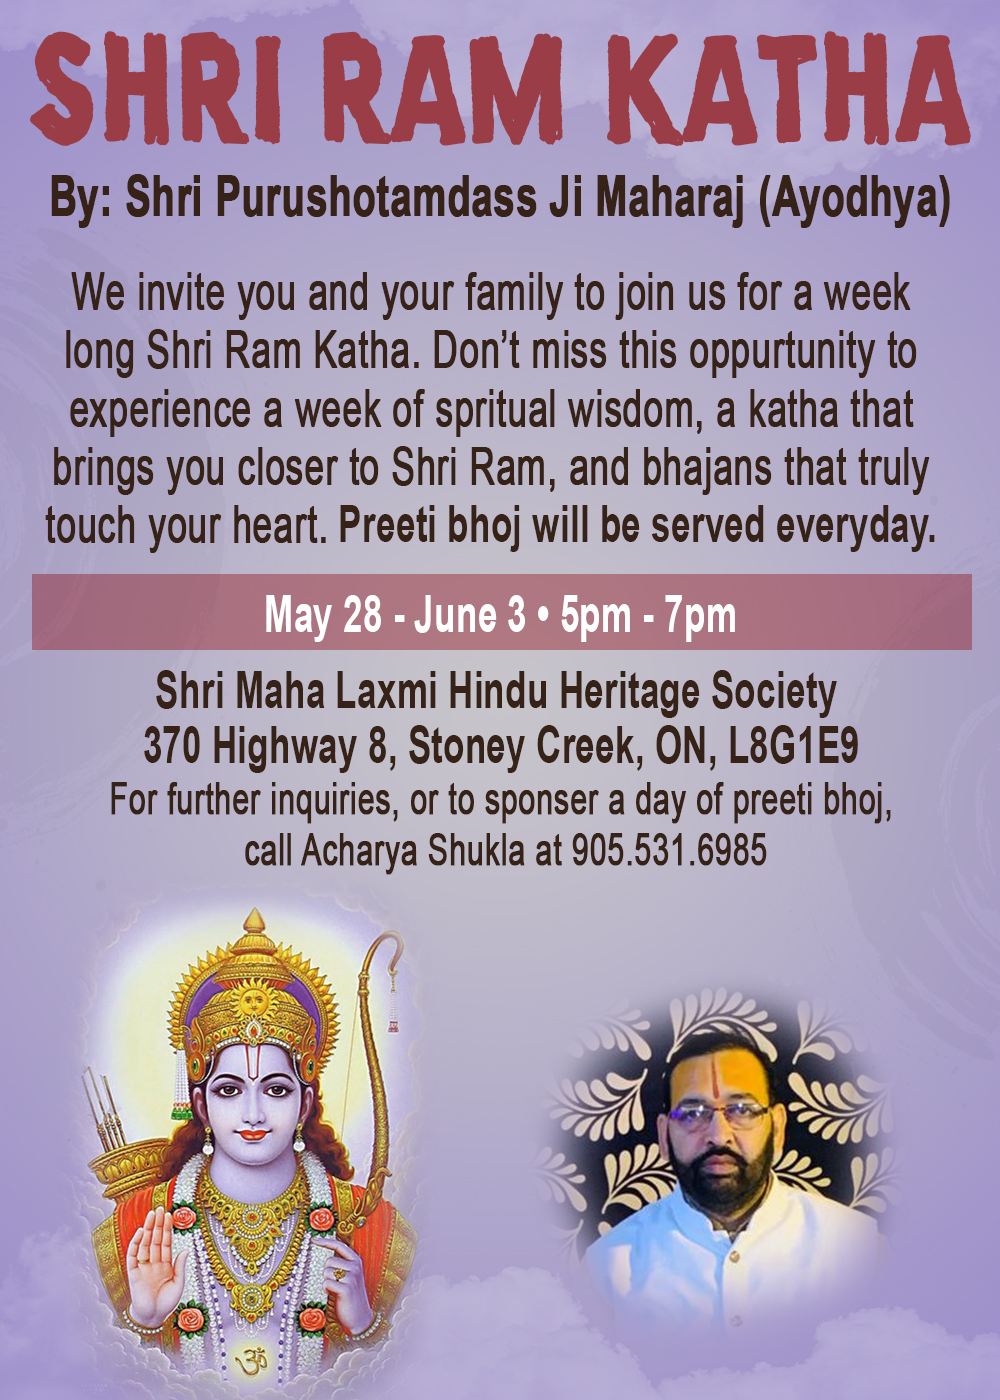 SHRI RAM KATHA
By: Shri Purushotamdass Ji Maharaj (Ayodhya)
We invite you and your family to join us for a week
long Shri Ram Katha. Don’t miss this oppurtunity to
experience a week of spritual wisdom, a katha that
brings you closer to Shri Ram, and bhajans that truly
touch your heart. Preeti bhoj will be served everyday.
May 28 - June 3 • 5pm - 7pm
Shri Maha Laxmi Hindu Heritage Society
370 Highway 8, Stoney Creek, ON, L8G1E9
For further inquiries, or to sponser a day of preeti bhoj,
call Acharya Shukla at 905.531.6985
ॐ